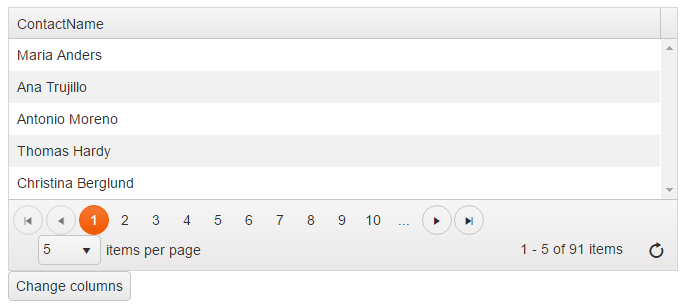 ContactName
Maria Anders
Ana Trujillo
Antonio Moreno
Thomas Hardy
Christina Berglund
1 2 3 4 5 6 7 8 9 10 ...
5 items per page 1 - 5 of 91 items
Change columns